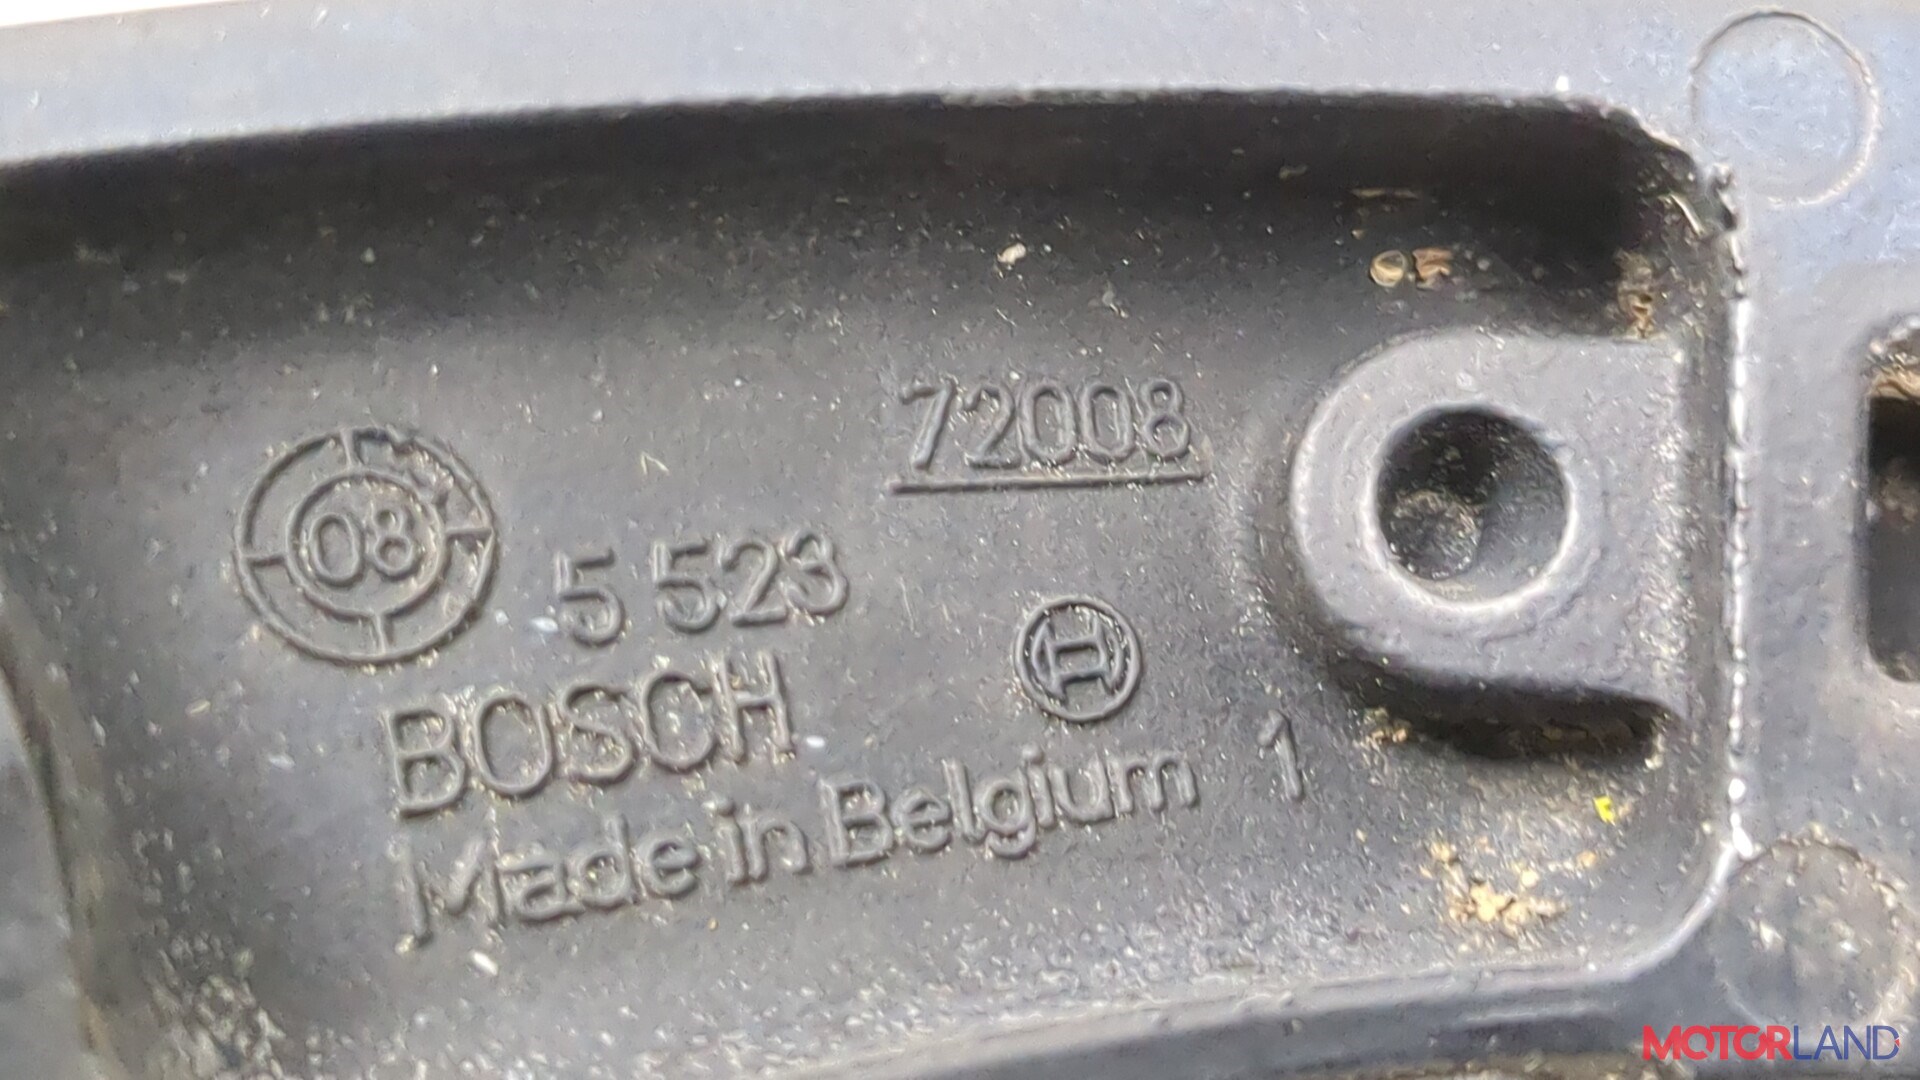 72008
08
5 523
BOSCH
Made in Belgium 1
MOTORLAND